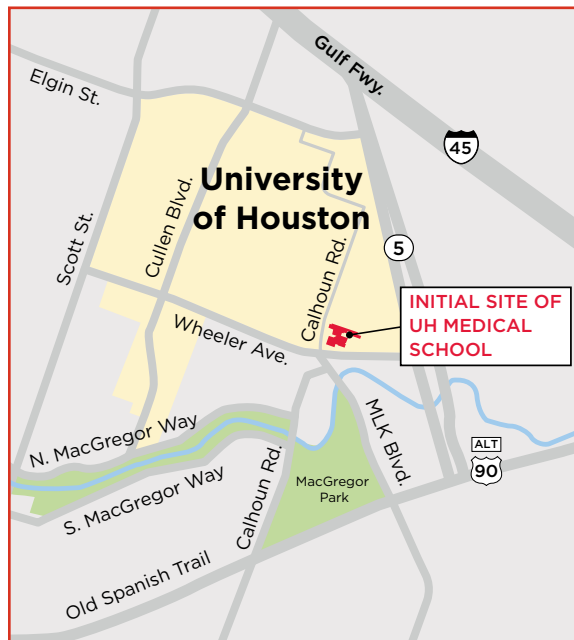 Gulf Fwy.
Elgin St.
45
University
of Houston
Cullen Blvd.
Scott St.
5
Calhoun Rd.
INITIAL SITE OF
UH MEDICAL
SCHOOL
Wheeler Ave.
N. MacGregor Way
MLK Blvd.
S. MacGregor Way
Calhoun Rd.
MacGregor
Park
ALT
90
Old Spanish Trail